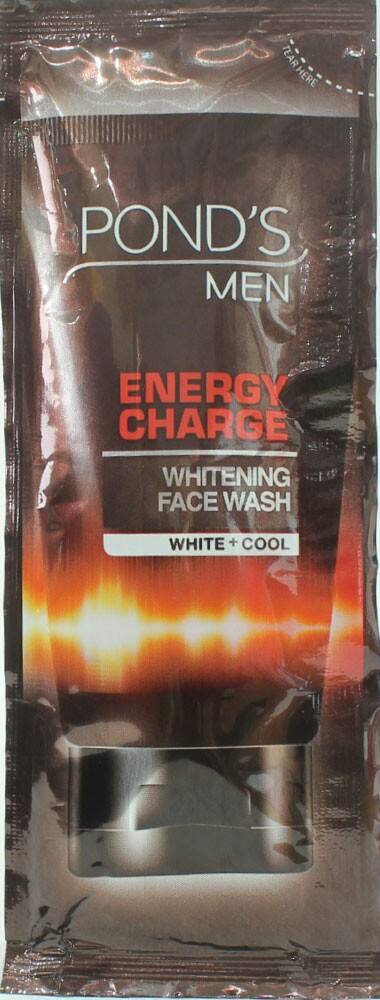 TEAR HERE
POND'S
MEN
ENERGY
CHARGE
WHITENING
FACE WASH
WHITE + COOL